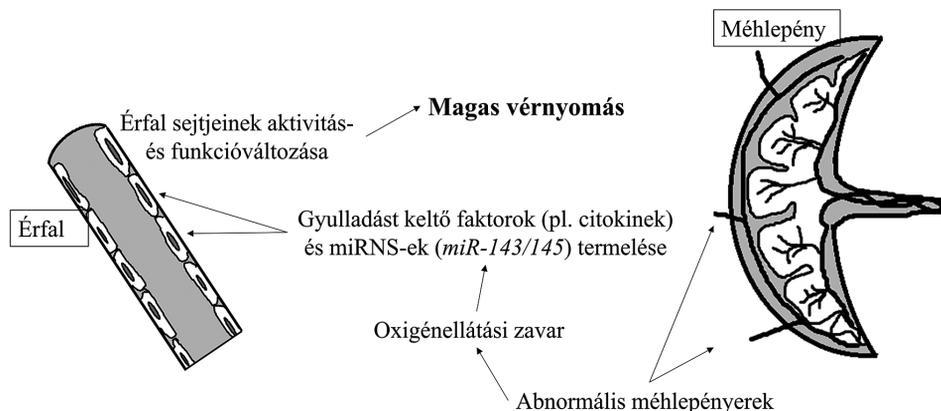 Méhlepény
Magas vérnyomás
Érfal sejtjeinek aktivitás-
és funkcióváltozása
Érfal
Gyulladást keltő faktorok (pl. citokinek)
és miRNS-ek (miR-143/145) termelése
Oxigénellátási zavar
Abnormális méhlepényerek